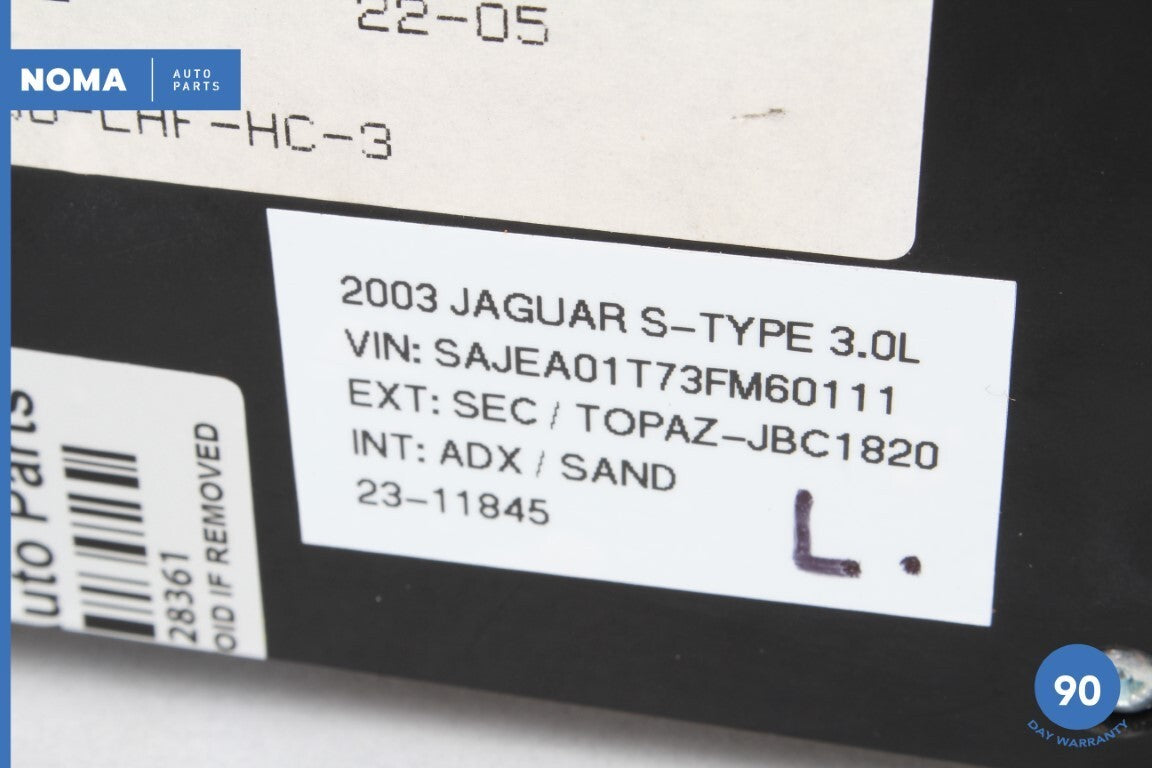 22-05
NOMA AUTO PARTS
-HC-3
2003 JAGUAR S-TYPE 3.0L
VIN: SAJEA01T73FM60111
EXT: SEC / TOPAZ-JBC1820
INT: ADX / SAND
23-11845
L.
uto Parts
28361
OID IF REMOVED
90
DAY WARRANTY